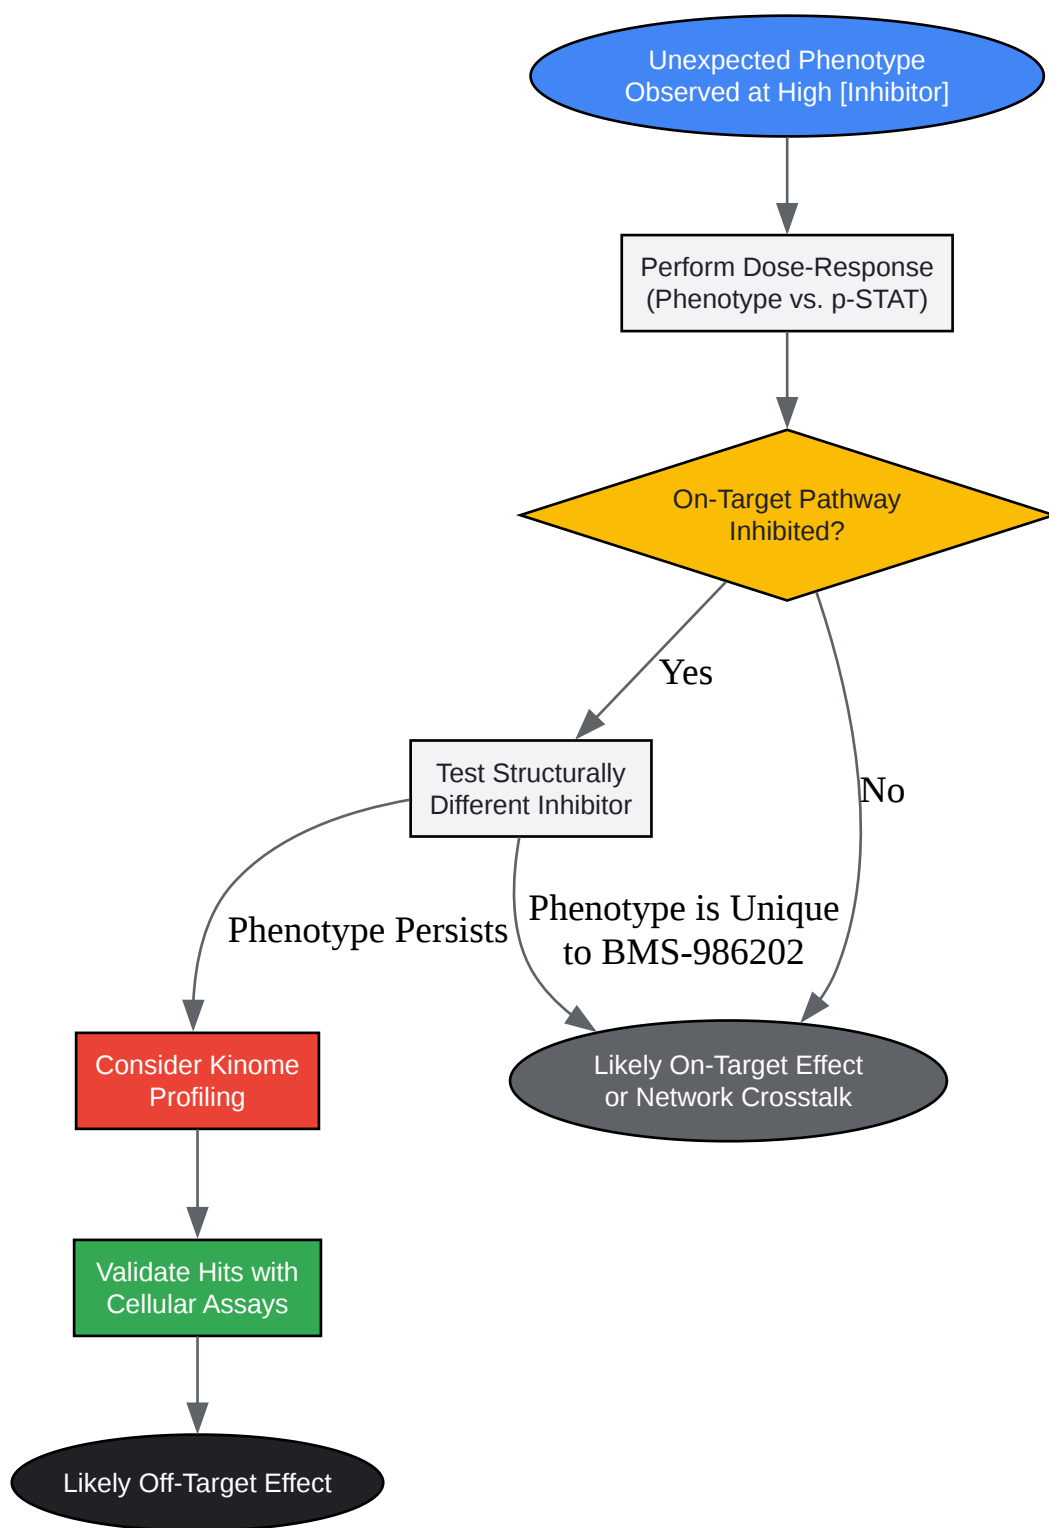 Unexpected Phenotype
Observed at High [Inhibitor]
Perform Dose-Response
(Phenotype vs. p-STAT)
On-Target Pathway
Inhibited?
Yes
No
Test Structurally
Different Inhibitor
Phenotype Persists
Phenotype is Unique
to BMS-986202
Consider Kinome
Profiling
Likely On-Target Effect
or Network Crosstalk
Validate Hits with
Cellular Assays
Likely Off-Target Effect